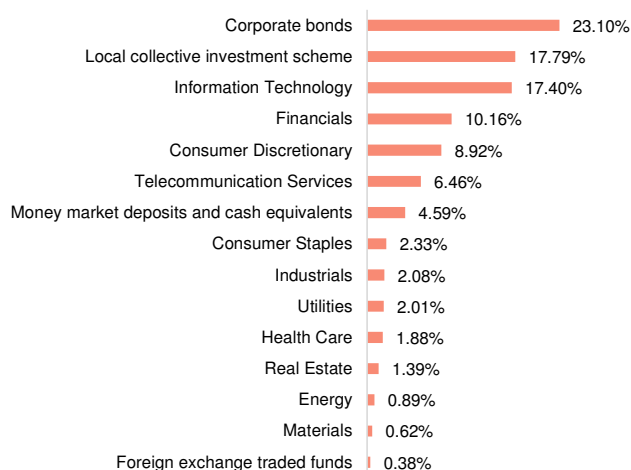 Corporate bonds 23.10%
Local collective investment scheme 17.79%
Information Technology 17.40%
Financials 10.16%
Consumer Discretionary 8.92%
Telecommunication Services 6.46%
Money market deposits and cash equivalents 4.59%
Consumer Staples 2.33%
Industrials 2.08%
Utilities 2.01%
Health Care 1.88%
Real Estate 1.39%
Energy 0.89%
Materials 0.62%
Foreign exchange traded funds 0.38%